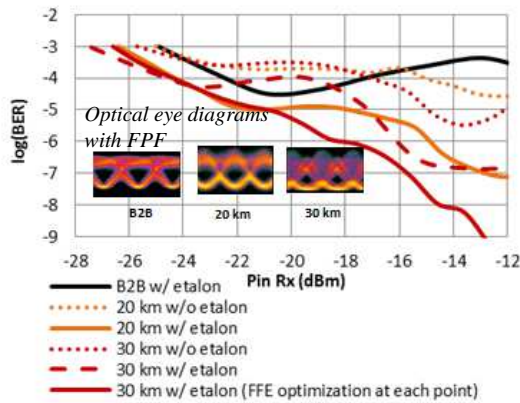 -2
-3
-4
-5
-6
-7
-8
-9
log(BER)
Optical eye diagrams
with FPF
B2B
20 km
30 km
-28 -26 -24 -22 -20 -18 -16 -14 -12
Pin Rx (dBm)
B2B w/ etalon
20 km w/o etalon
20 km w/ etalon
30 km w/o etalon
30 km w/ etalon
30 km w/ etalon (FFE optimization at each point)